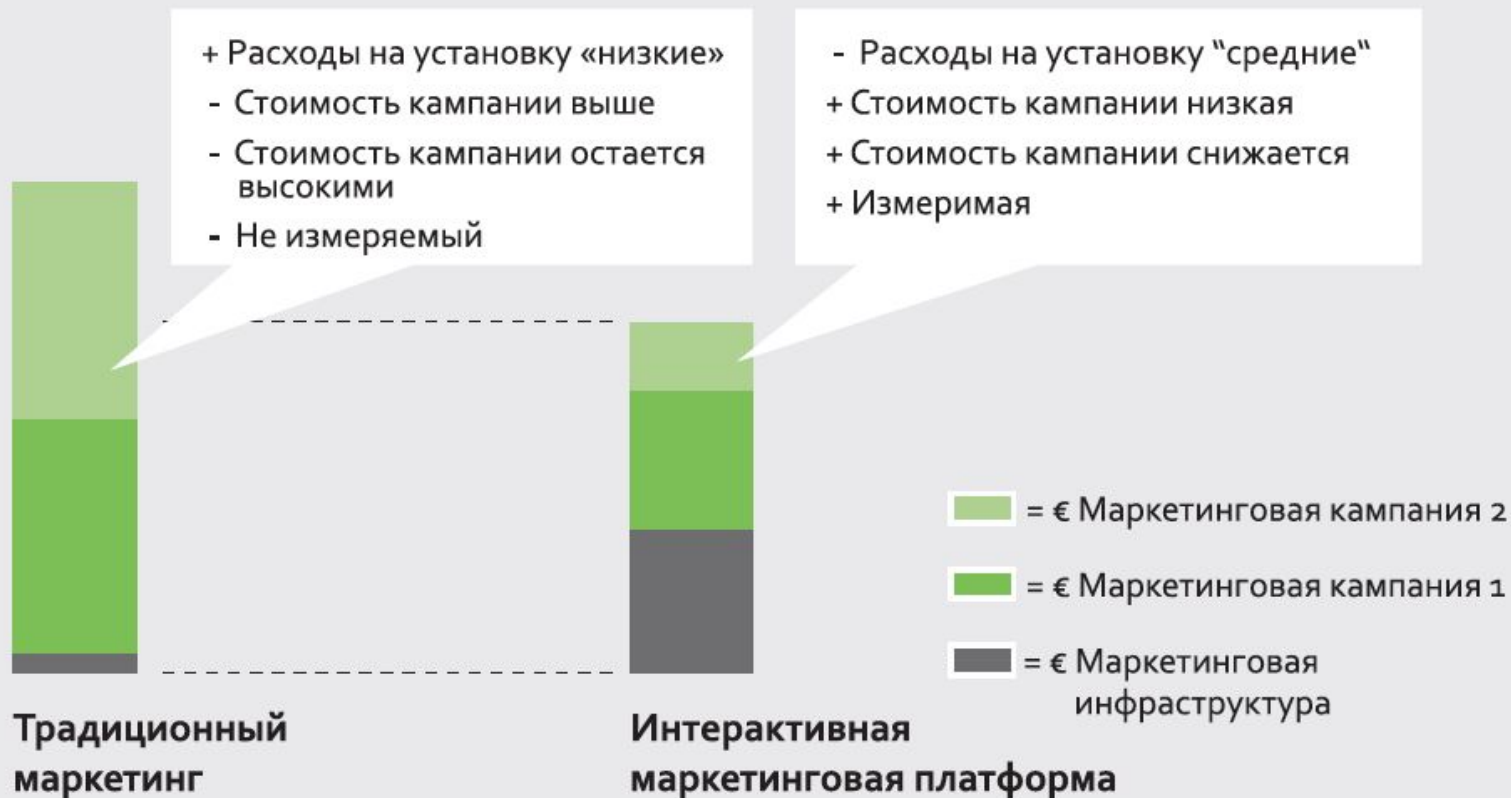 + Расходы на установку «низкие»
- Стоимость кампании выше
- Стоимость кампании остается
высокими
- Не измеряемый
- Расходы на установку "средние"
+ Стоимость кампании низкая
+ Стоимость кампании снижается
+ Измеримая
= € Маркетинговая кампания 2
= € Маркетинговая кампания 1
= € Маркетинговая
инфраструктура
Традиционный
маркетинг
Интерактивная
маркетинговая платформа